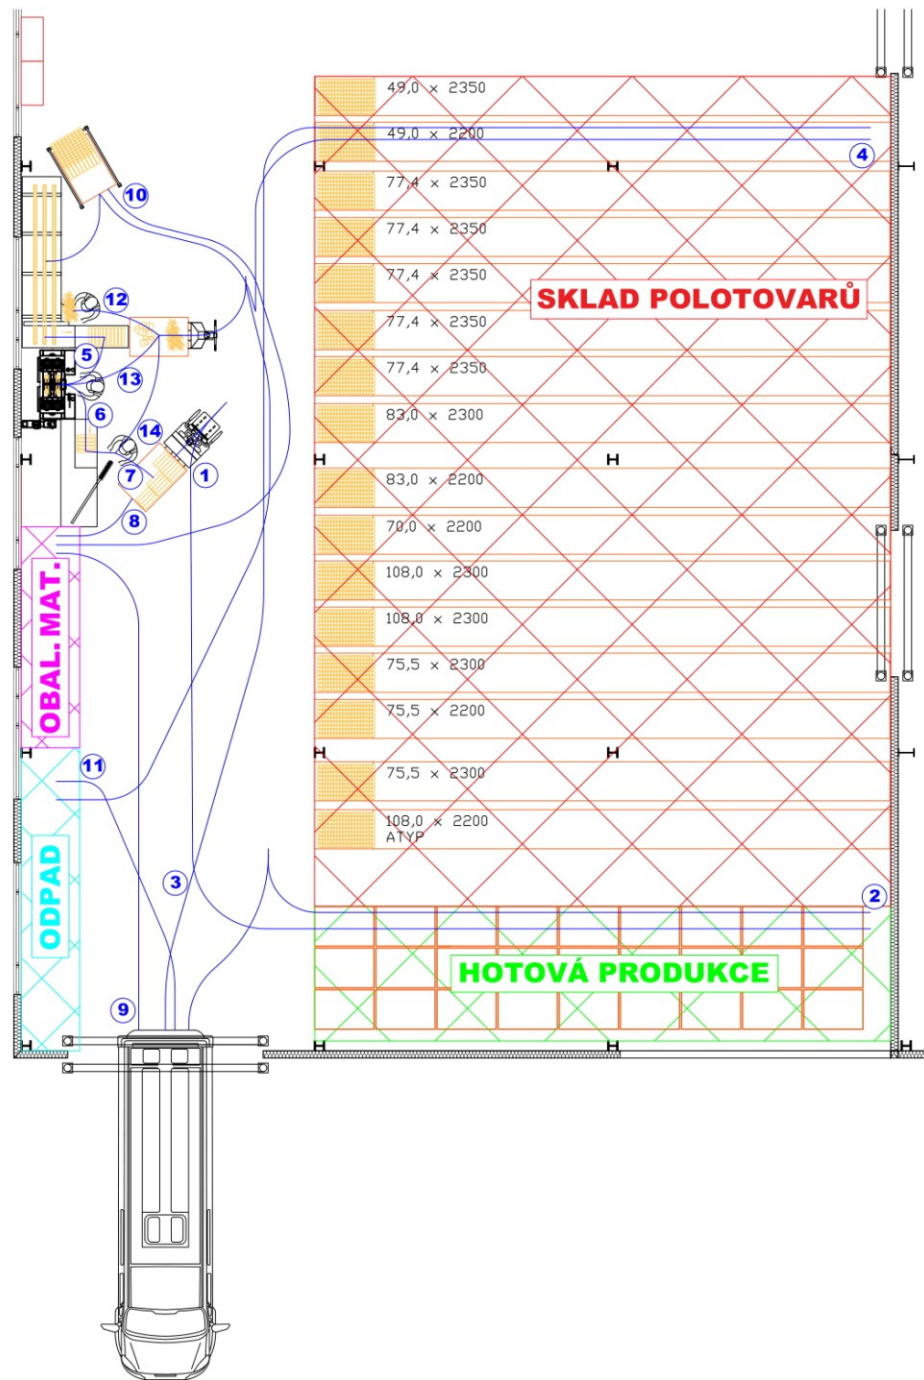 49,0 × 2350
49,0 × 2200
4
77,4 × 2350
10
77,4 × 2350
77,4 × 2350
SKLAD POLOTOVARŮ
12
77,4 × 2350
5
77,4 × 2350
13
83,0 × 2300
6
14
7
1
83,0 × 2200
8
70,0 × 2200
108,0 × 2300
OBAL. MAT.
108,0 × 2300
75,5 × 2300
75,5 × 2200
11
75,5 × 2300
108,0 × 2200
ATYP
ODPAD
3
2
HOTOVÁ PRODUKCE
9